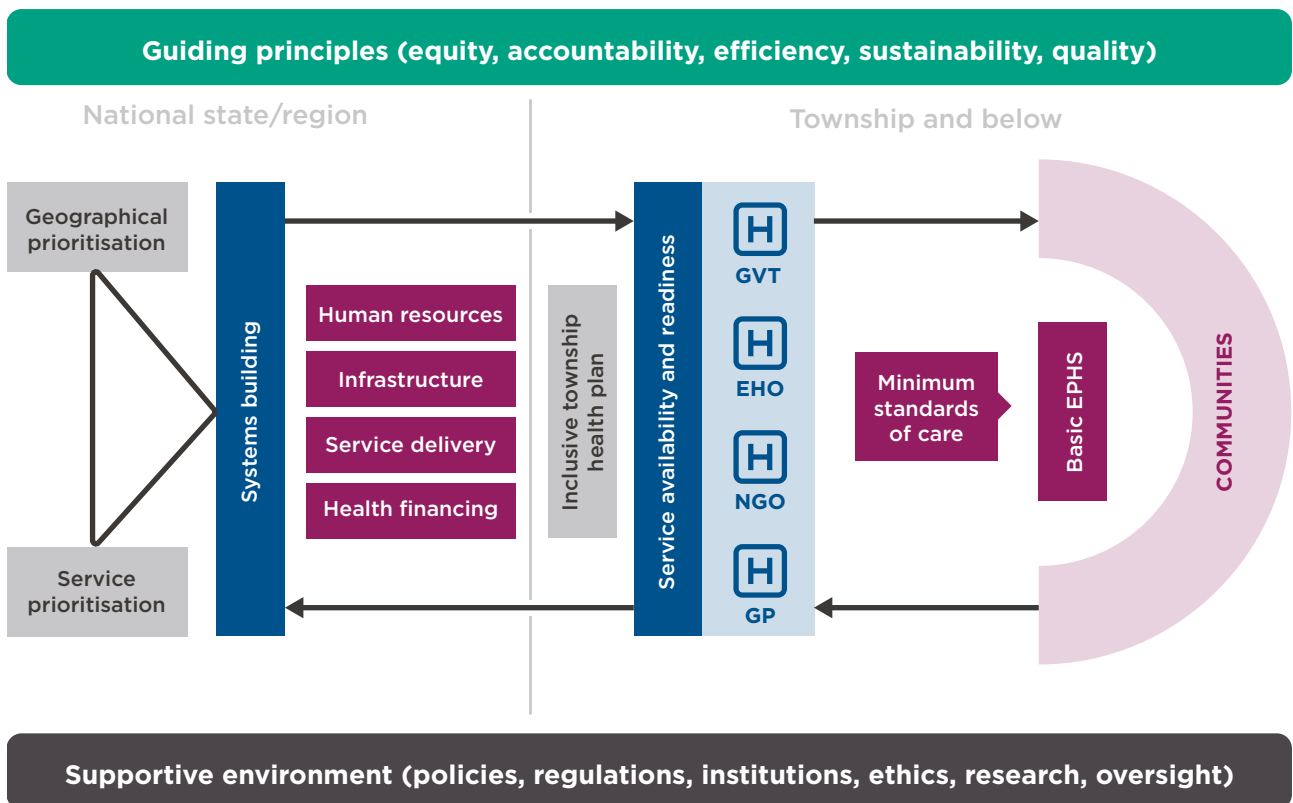 Guiding principles (equity, accountability, efficiency, sustainability, quality)
National state/region
Township and below
Geographical
prioritisation
Service
prioritisation
Systems building
Human resources
Infrastructure
Service delivery
Health financing
Inclusive township
health plan
Service availability and readiness
H
GVT
H
EHO
H
NGO
H
GP
Minimum
standards
of care
Basic EPHS
COMMUNITIES
Supportive environment (policies, regulations, institutions, ethics, research, oversight)